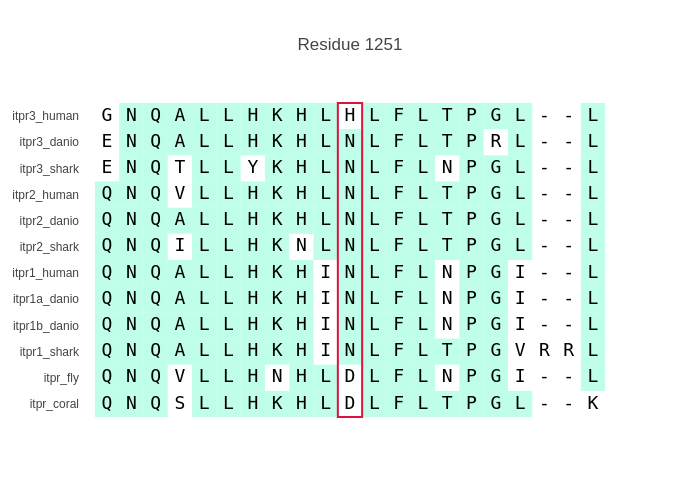 Residue 1251
itpr3_human G N Q A L L H K H L H L F L T P G L - - L
itpr3_danio E N Q A L L H K H L N L F L T P R L - - L
itpr3_shark E N Q T L L Y K H L N L F L N P G L - - L
itpr2_human Q N Q V L L H K H L N L F L T P G L - - L
itpr2_danio Q N Q A L L H K H L N L F L T P G L - - L
itpr2_shark Q N Q I L L H K N L N L F L T P G L - - L
itpr1_human Q N Q A L L H K H I N L F L N P G I - - L
itpr1a_danio Q N Q A L L H K H I N L F L N P G I - - L
itpr1b_danio Q N Q A L L H K H I N L F L N P G I - - L
itpr1_shark Q N Q A L L H K H I N L F L T P G V R R L
itpr_fly Q N Q V L L H N H L D L F L N P G I - - L
itpr_coral Q N Q S L L H K H L D L F L T P G L - - K